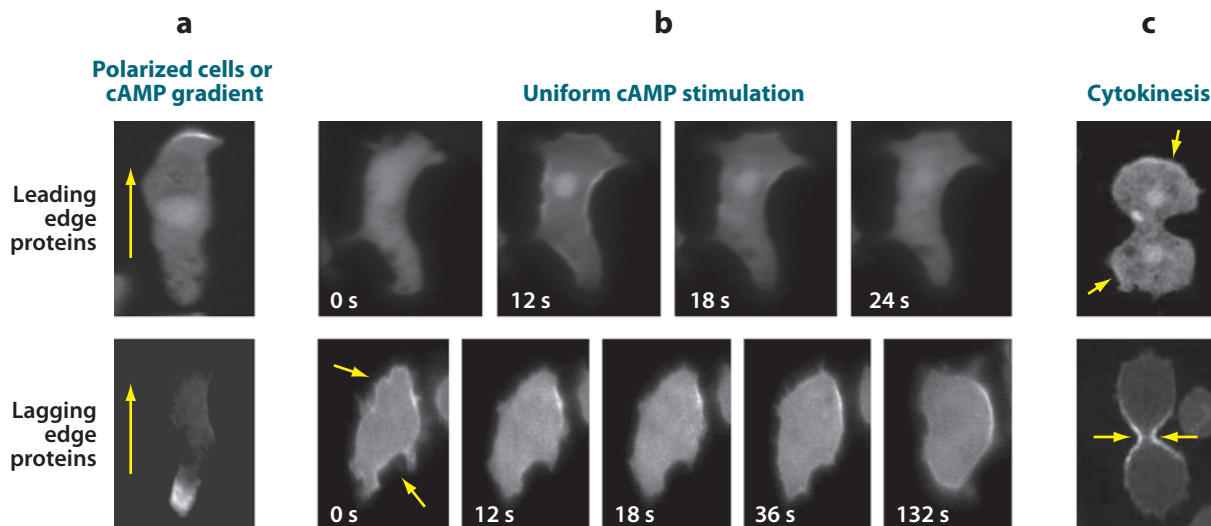 a
b
c
Polarized cells or
cAMP gradient
Uniform cAMP stimulation
Cytokinesis
Leading
edge
proteins
0 s
12 s
18 s
24 s
Lagging
edge
proteins
0 s
12 s
18 s
36 s
132 s